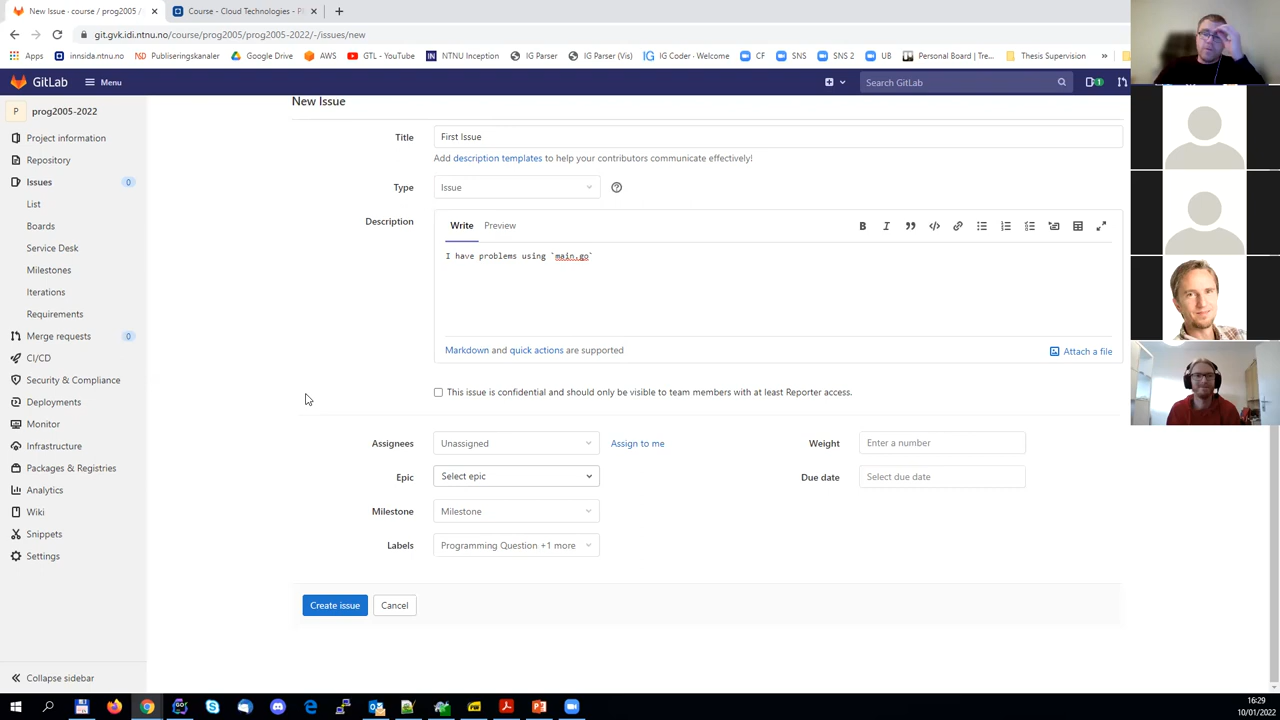 New Issue · course / prog2005 /
Course - Cloud Technologies - P
git.gvk.idi.ntnu.no/course/prog2005/prog2005-2022/-/issues/new
Apps
innsida.ntnu.no
Publiseringskanaler
Google Drive
AWS
GTL - YouTube
NTNU Inception
IG Parser
IG Parser (Vis)
IG Coder · Welcome
CF
SNS
SNS 2
UB
Personal Board | Tre...
Thesis Supervision
»
GitLab
Menu
Search GitLab
1
P prog2005-2022
Project information
Repository
Issues 0
List
Boards
Service Desk
Milestones
Iterations
Requirements
Merge requests 0
CI/CD
Security & Compliance
Deployments
Monitor
Infrastructure
Packages & Registries
Analytics
Wiki
Snippets
Settings
Collapse sidebar
New Issue
Title First Issue
Add description templates to help your contributors communicate effectively!
Type Issue
Description Write Preview
I have problems using `main.go`
Markdown and quick actions are supported
Attach a file
This issue is confidential and should only be visible to team members with at least Reporter access.
Assignees Unassigned Assign to me Weight Enter a number
Epic Select epic Due date Select due date
Milestone Milestone
Labels Programming Question +1 more
Create issue Cancel
16:29
10/01/2022